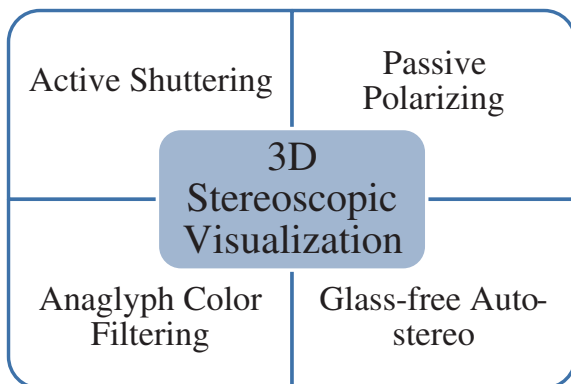 Active Shuttering
Passive
Polarizing
3D
Stereoscopic
Visualization
Anaglyph Color
Filtering
Glass-free Auto-
stereo